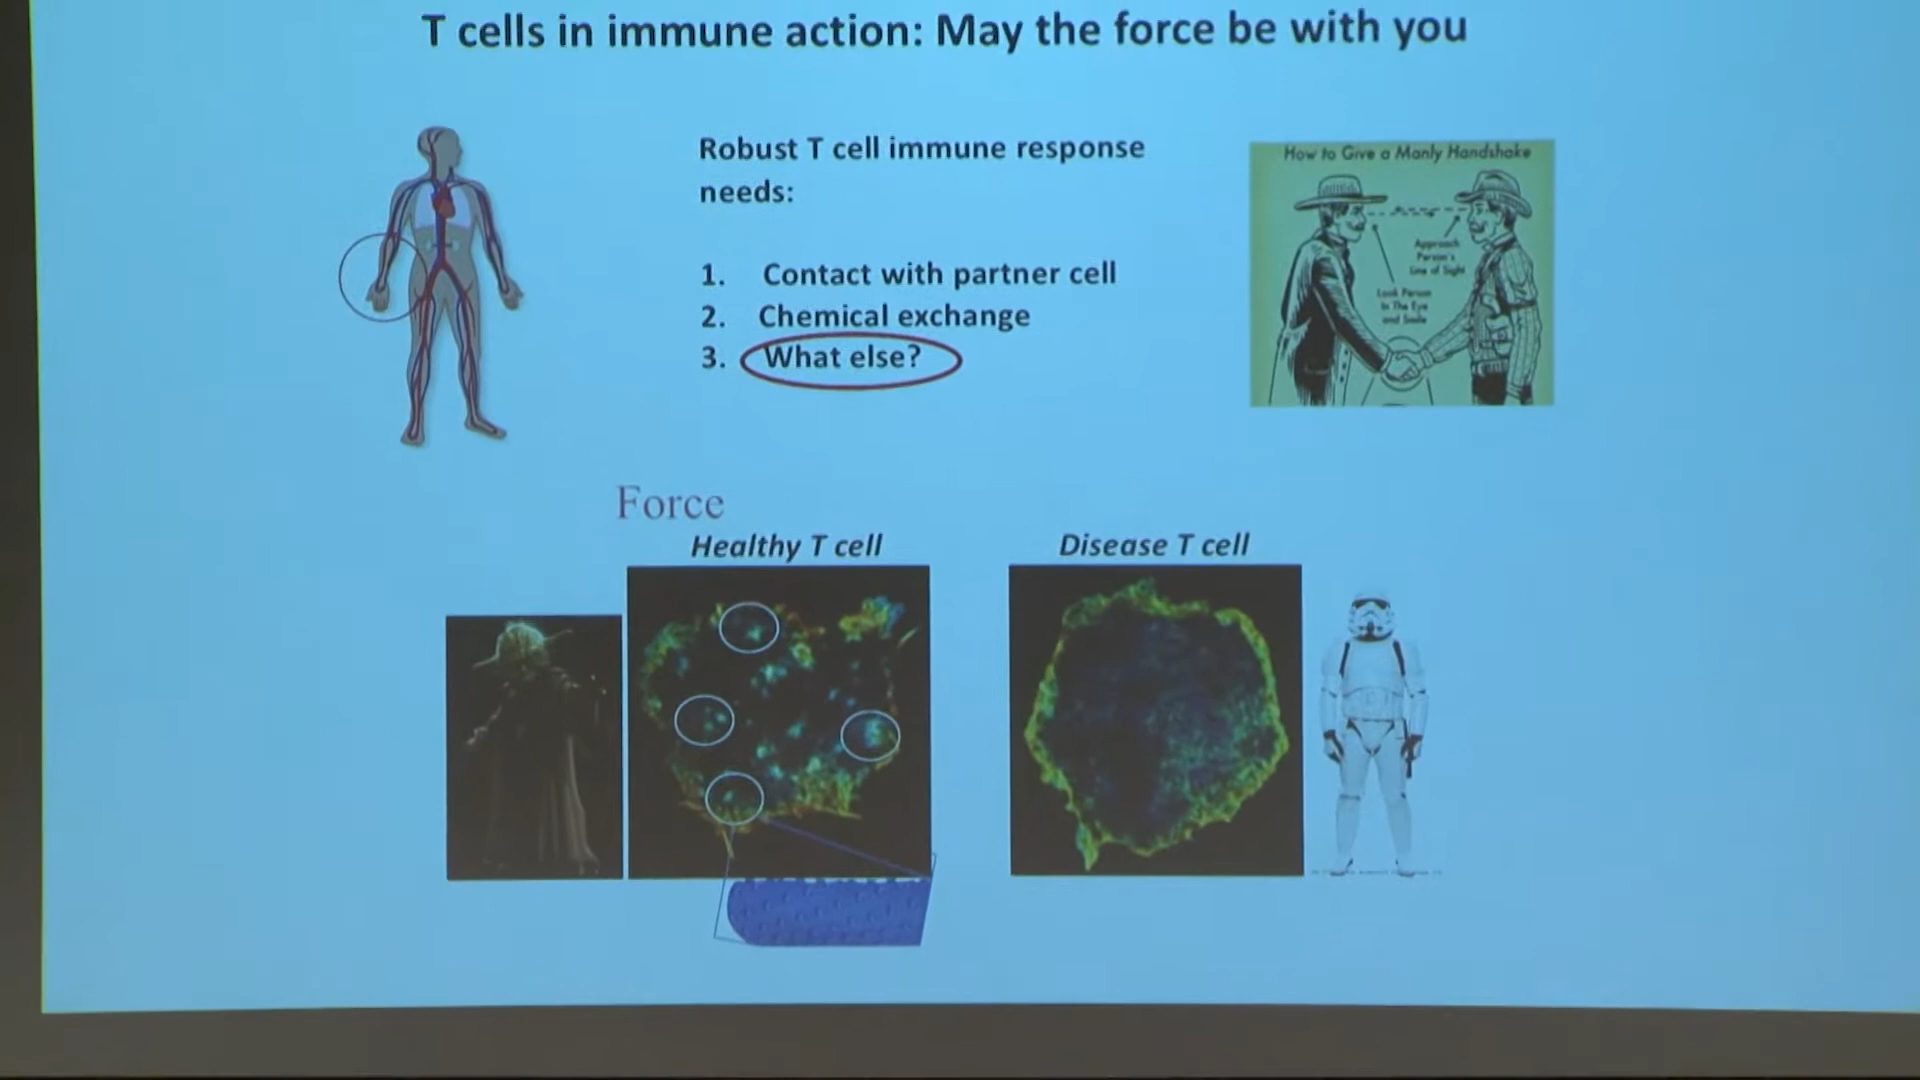 T cells in immune action: May the force be with you
Robust T cell immune response
needs:
1. Contact with partner cell
2. Chemical exchange
3. What else?
How to Give a Manly Handshake
Approach
Person's
Line of Sight
Look Person
In The Eye
and Smile
Force
Healthy T cell
Disease T cell